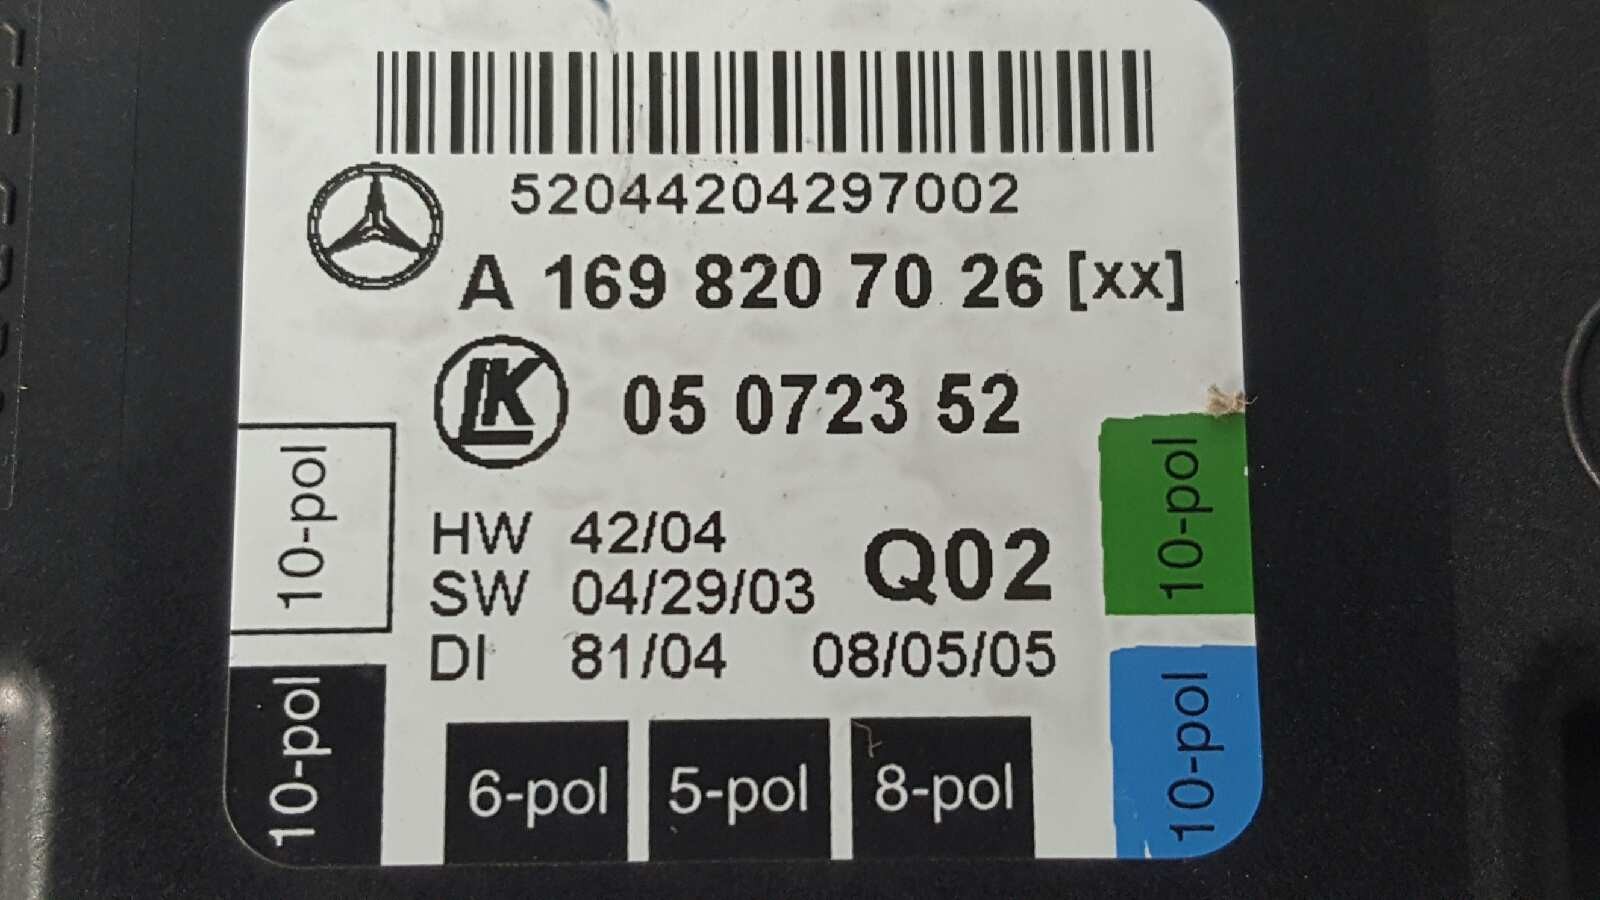 52044204297002
A 169 820 70 26 [xx]
LK 05 0723 52
10-pol
10-pol
HW 42/04
SW 04/29/03
Q02
DI 81/04 08/05/05
10-pol
6-pol
5-pol
8-pol
10-pol